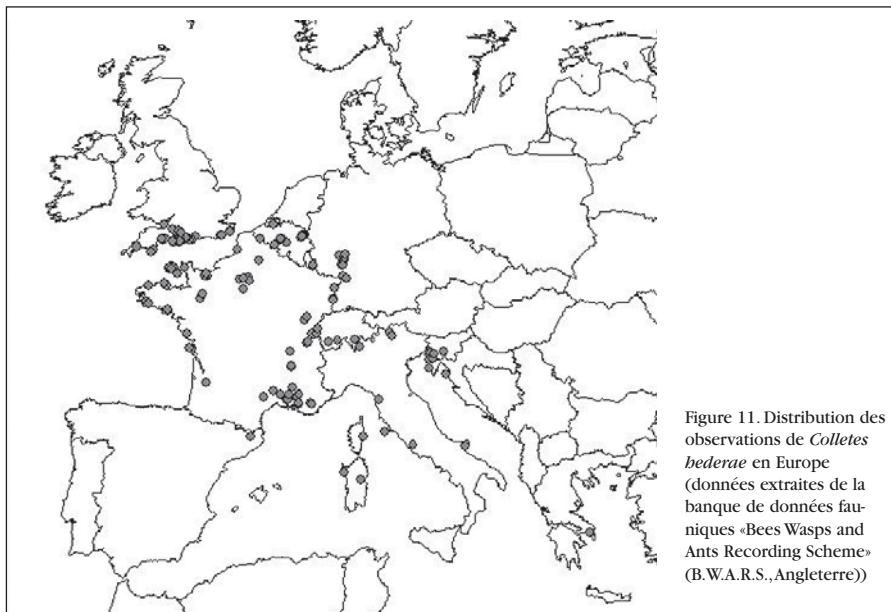 Figure 11. Distribution des
observations de Colletes
hederae en Europe
(données extraites de la
banque de données fau-
niques «Bees Wasps and
Ants Recording Scheme»
(B.W.A.R.S., Angleterre))